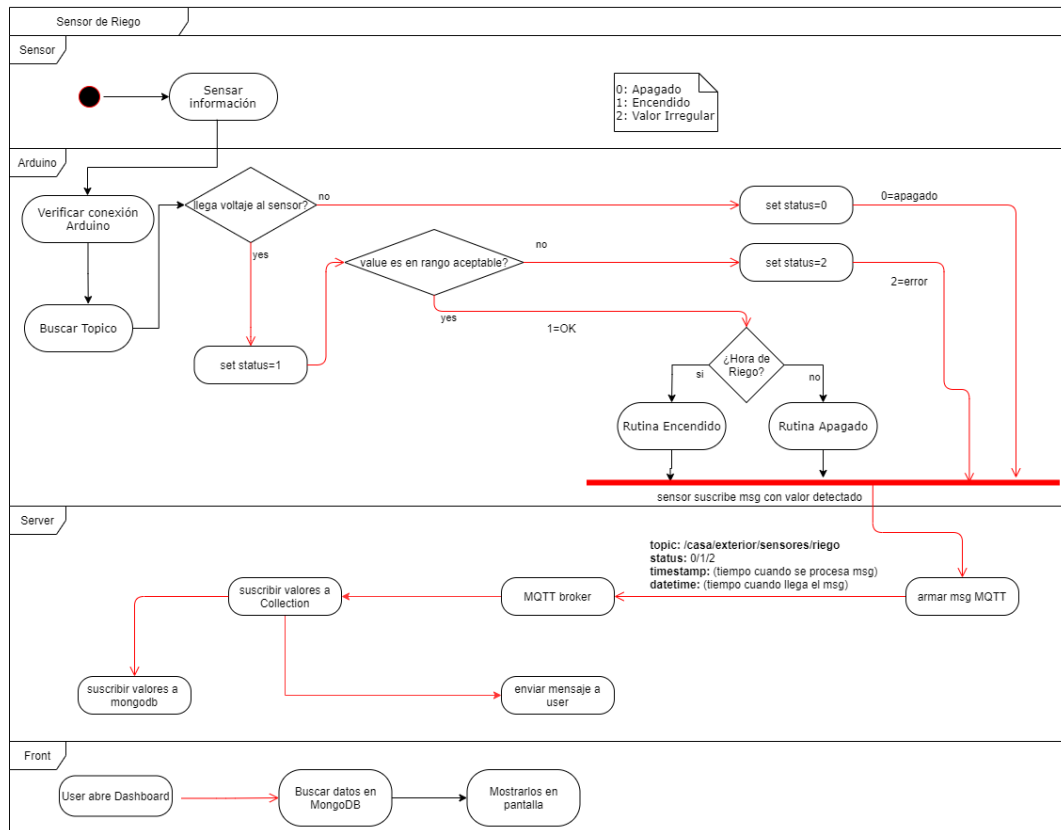 Sensor de Riego
Sensor
Sensar
información
0: Apagado
1: Encendido
2: Valor Irregular
Arduino
Verificar conexión
Arduino
Buscar Topico
llega voltaje al sensor?
no
yes
set status=0
0=apagado
value es en rango aceptable?
no
yes
set status=2
2=error
set status=1
1=OK
¿Hora de
Riego?
si
no
Rutina Encendido
Rutina Apagado
sensor suscribe msg con valor detectado
Server
topic: /casa/exterior/sensores/riego
status: 0/1/2
timestamp: (tiempo cuando se procesa msg)
datetime: (tiempo cuando llega el msg)
armar msg MQTT
MQTT broker
suscribir valores a
Collection
suscribir valores a
mongodb
enviar mensaje a
user
Front
User abre Dashboard
Buscar datos en
MongoDB
Mostrarlos en
pantalla